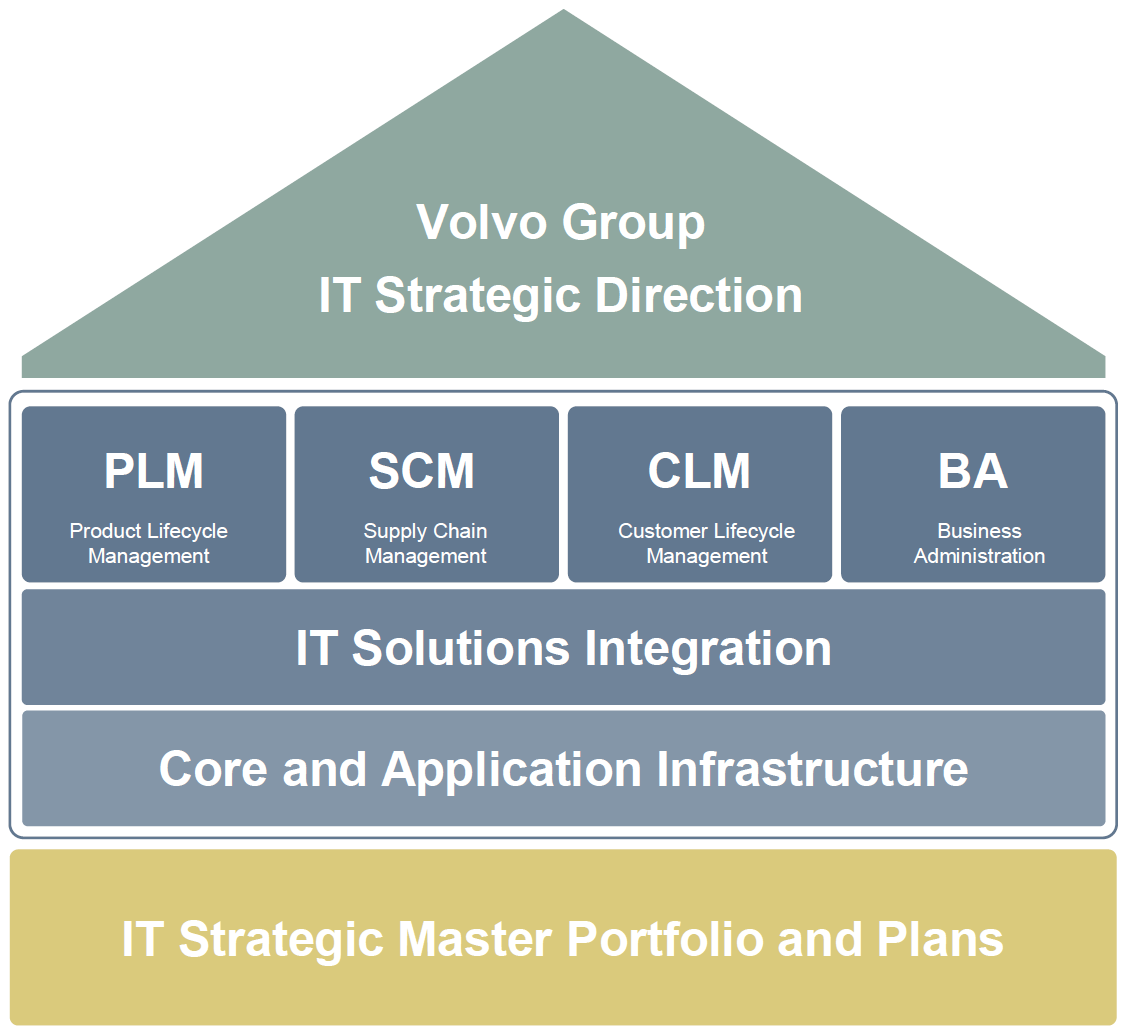 Volvo Group
IT Strategic Direction
PLM
Product Lifecycle
Management
SCM
Supply Chain
Management
CLM
Customer Lifecycle
Management
BA
Business
Administration
IT Solutions Integration
Core and Application Infrastructure
IT Strategic Master Portfolio and Plans